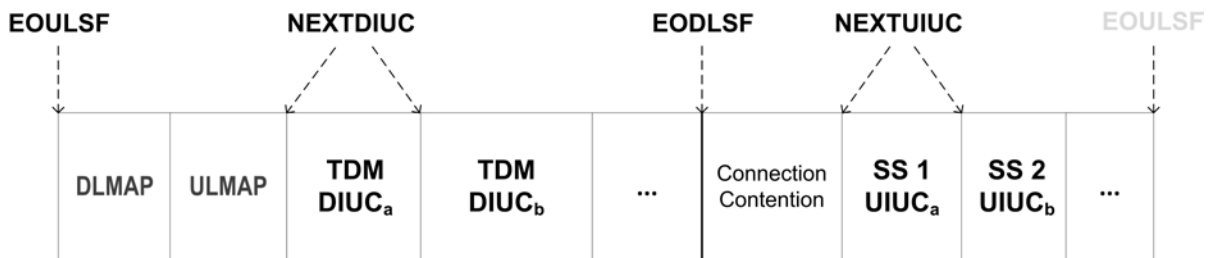 EOULSF NEXTDIUC EODLSF NEXTUIUC EOULSF
DLMAP ULMAP TDM DIUCa TDM DIUCb ... Connection Contention SS 1 UIUCa SS 2 UIUCb ...